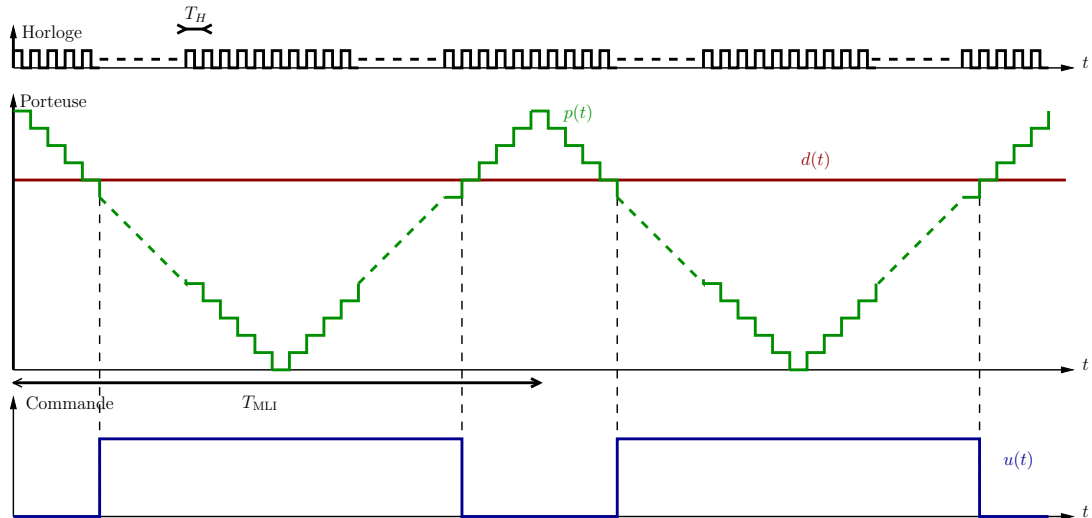 T_H
Horloge
t
Porteuse
p(t)
d(t)
t
T_MLI
Commande
u(t)
t